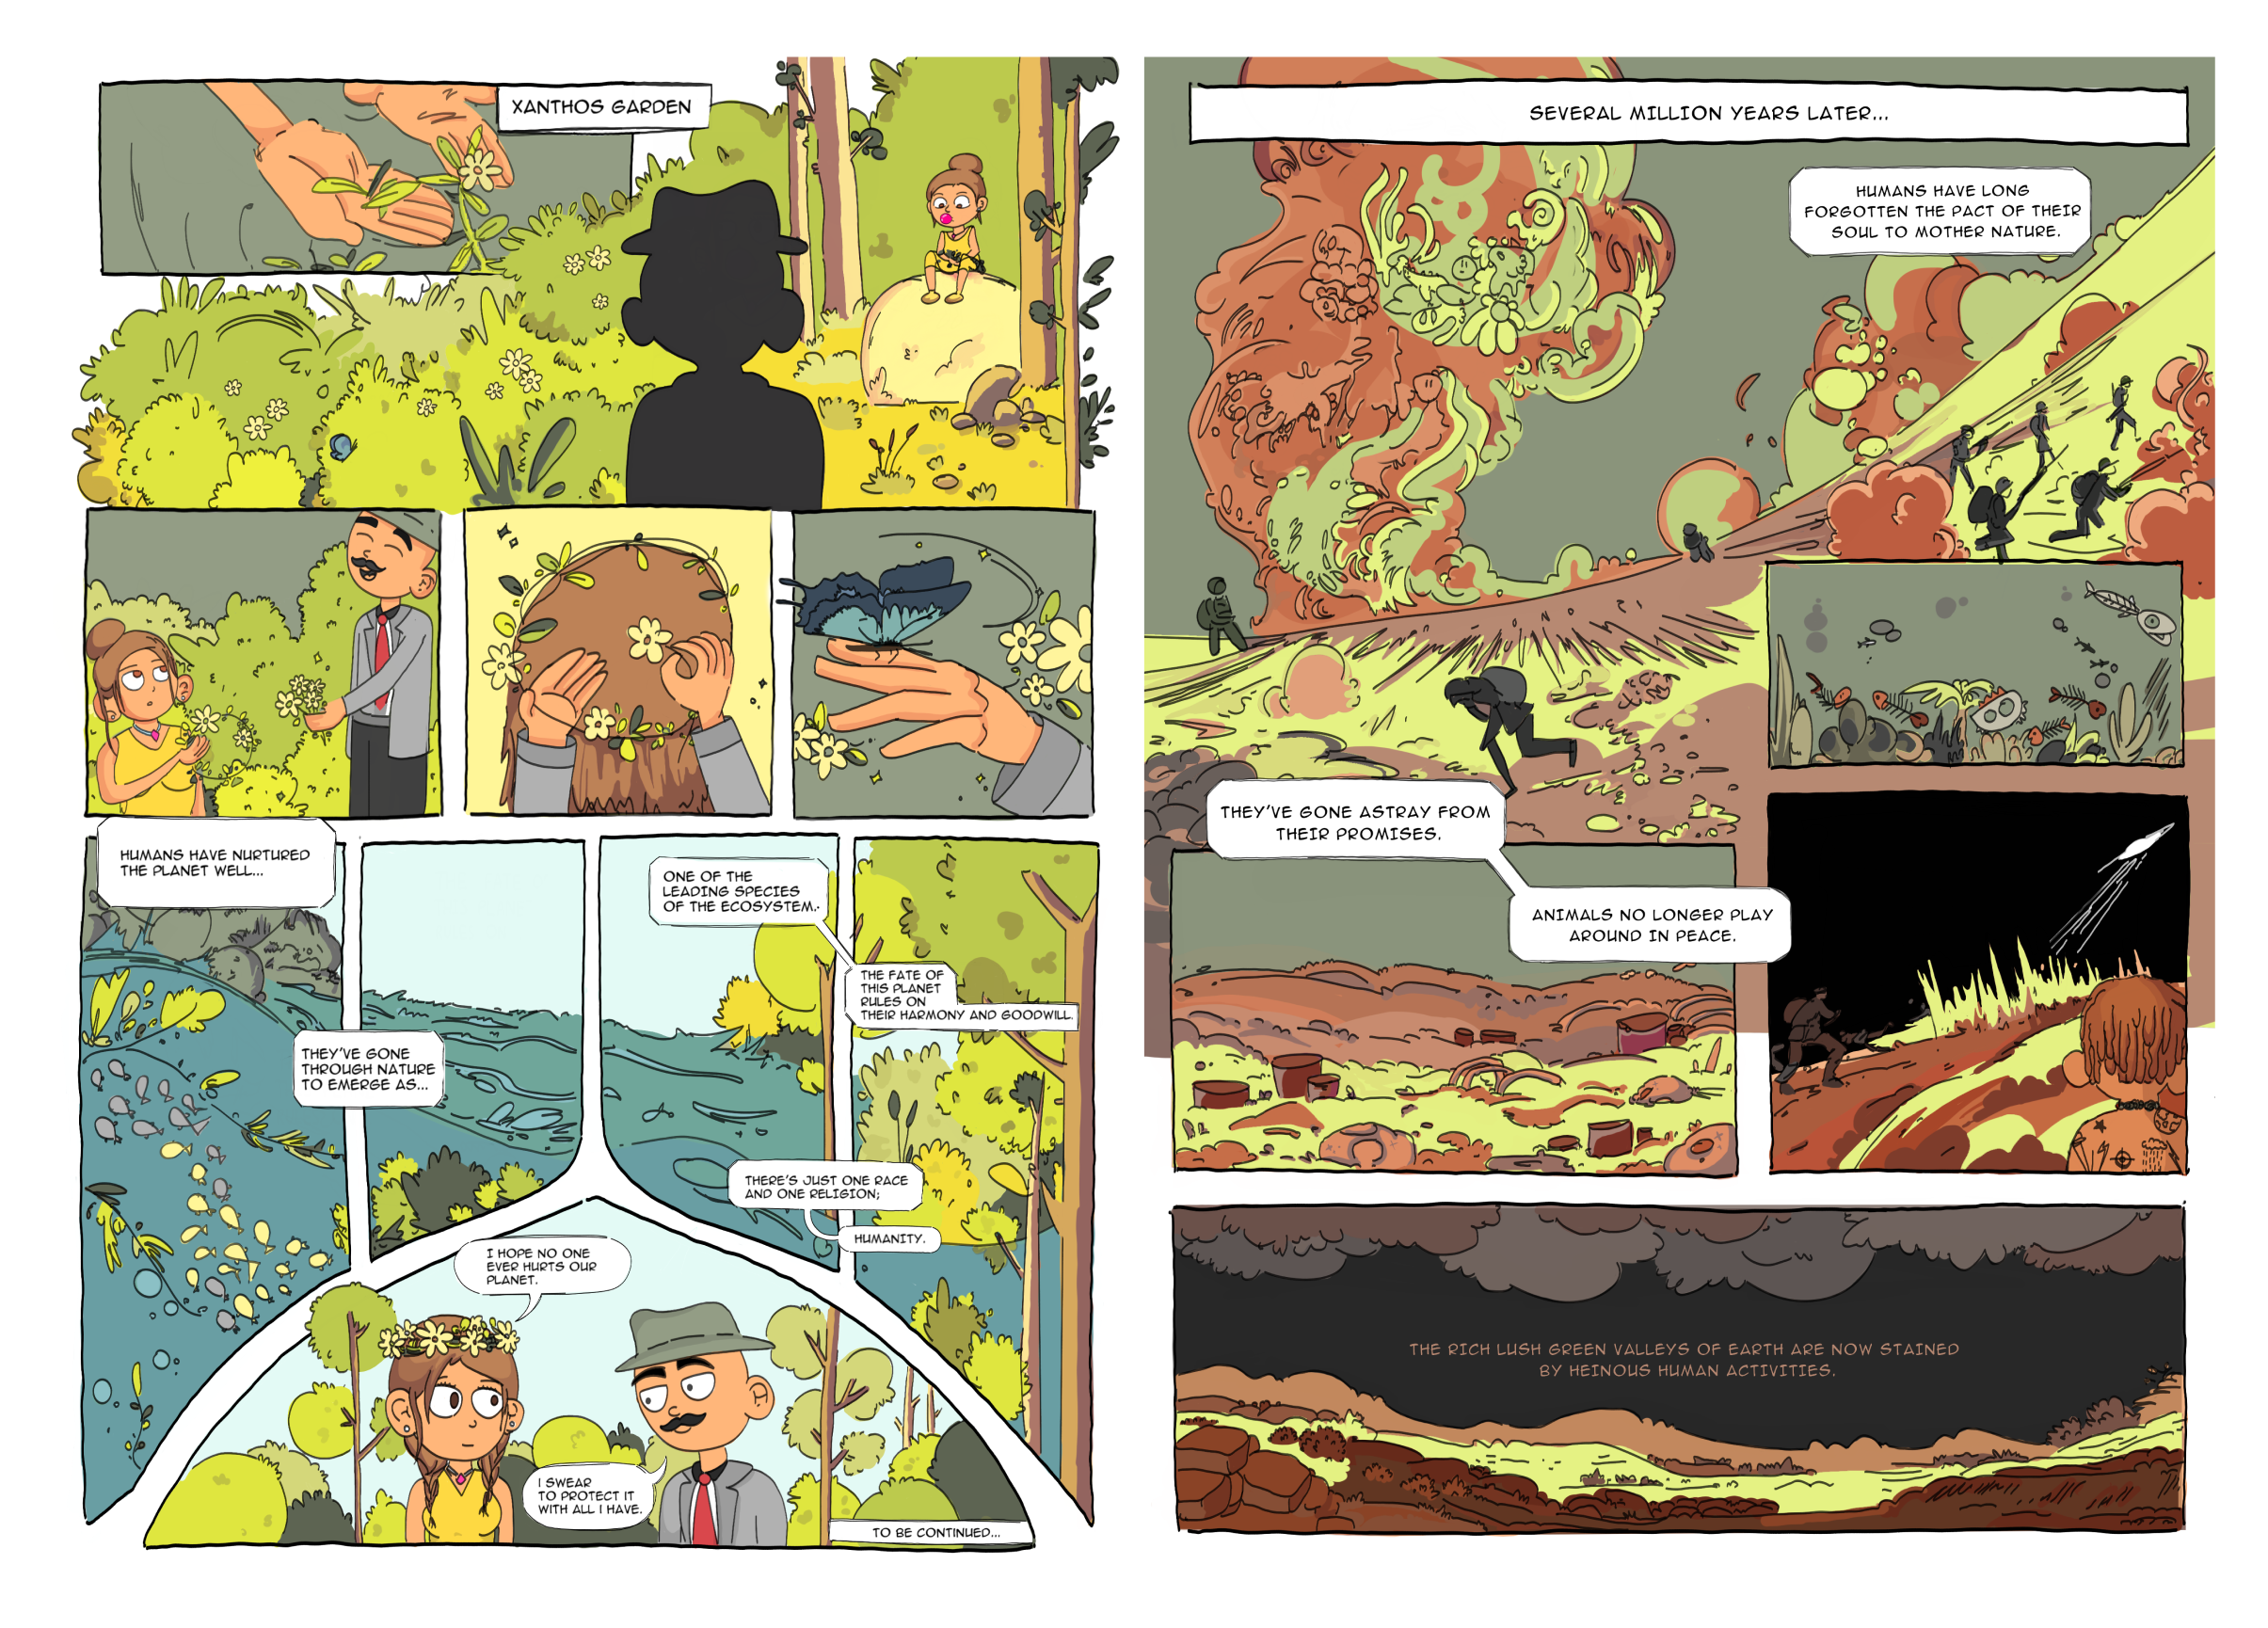 XANTHOS GARDEN
HUMANS HAVE NURTURED
THE PLANET WELL...
THEY'VE GONE
THROUGH NATURE
TO EMERGE AS...
ONE OF THE
LEADING SPECIES
OF THE ECOSYSTEM.
THE FATE OF
THIS PLANET
RULES ON
THEIR HARMONY AND GOODWILL.
THERE'S JUST ONE RACE
AND ONE RELIGION;
HUMANITY.
I HOPE NO ONE
EVER HURTS OUR
PLANET.
I SWEAR
TO PROTECT IT
WITH ALL I HAVE.
TO BE CONTINUED...
SEVERAL MILLION YEARS LATER...
HUMANS HAVE LONG
FORGOTTEN THE PACT OF THEIR
SOUL TO MOTHER NATURE.
THEY'VE GONE ASTRAY FROM
THEIR PROMISES.
ANIMALS NO LONGER PLAY
AROUND IN PEACE.
THE RICH LUSH GREEN VALLEYS OF EARTH ARE NOW STAINED
BY HEINOUS HUMAN ACTIVITIES.